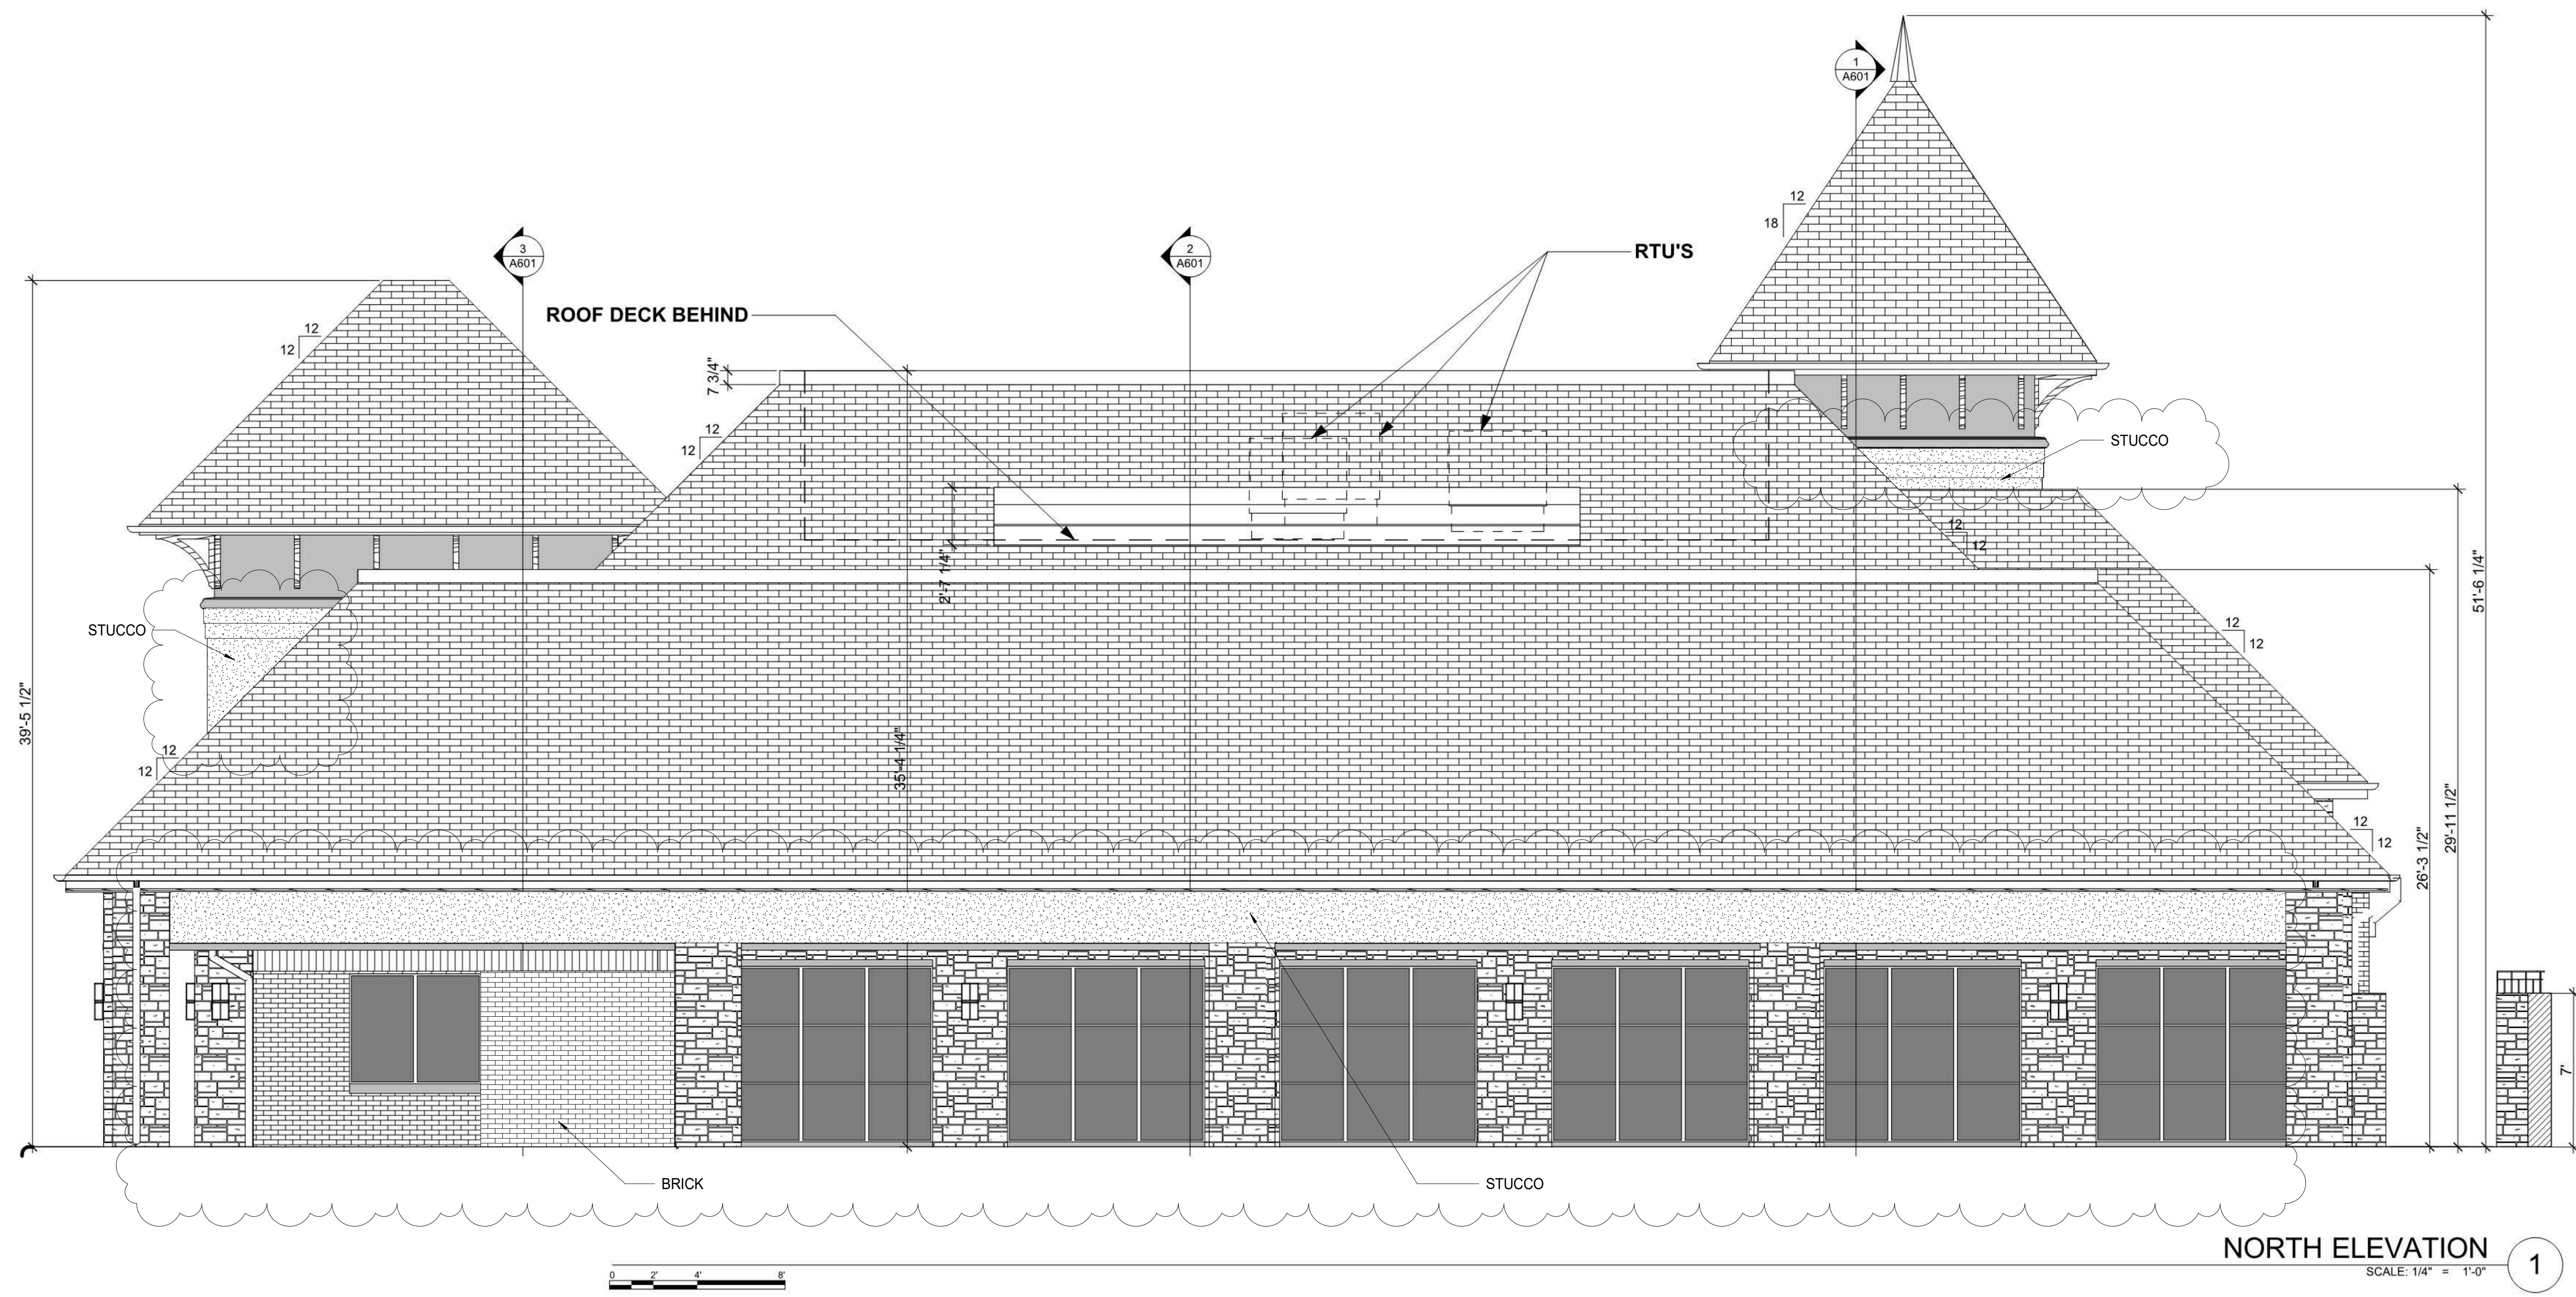 1
A601
12
18
3
A601
2
A601
RTU'S
ROOF DECK BEHIND
12
12
7 3/4"
12
12
STUCCO
12
12
2'-7 1/4"
51'-6 1/4"
STUCCO
12
12
39'-5 1/2"
12
12
35'-4 1/4"
29'-11 1/2"
26'-3 1/2"
12
12
7'
BRICK
STUCCO
NORTH ELEVATION
1
SCALE: 1/4" = 1'-0"
0 2' 4' 8'